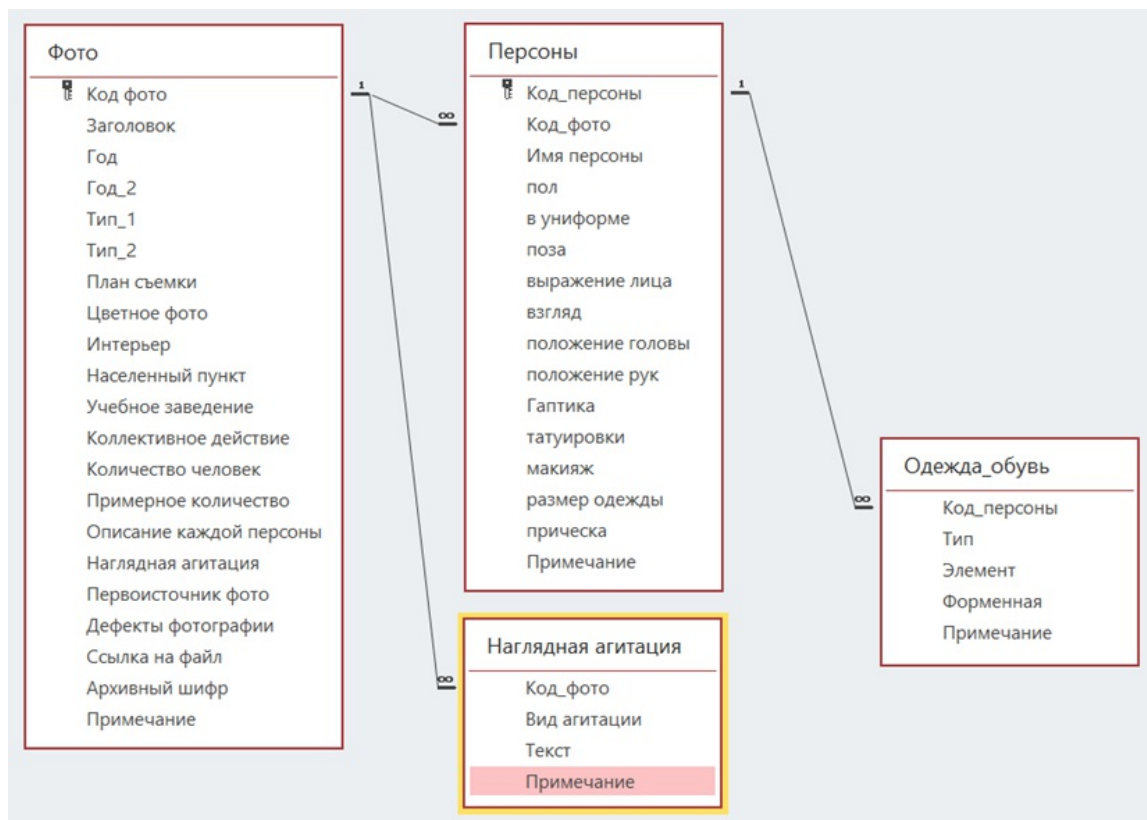 Фото
Код фото
Заголовок
Год
Год_2
Тип_1
Тип_2
План съемки
Цветное фото
Интерьер
Населенный пункт
Учебное заведение
Коллективное действие
Количество человек
Примерное количество
Описание каждой персоны
Наглядная агитация
Первоисточник фото
Дефекты фотографии
Ссылка на файл
Архивный шифр
Примечание
1
∞
∞
Персоны
Код_персоны
Код_фото
Имя персоны
пол
в униформе
поза
выражение лица
взгляд
положение головы
положение рук
Гаптика
татуировки
макияж
размер одежды
прическа
Примечание
1
∞
Наглядная агитация
Код_фото
Вид агитации
Текст
Примечание
Одежда_обувь
Код_персоны
Тип
Элемент
Форменная
Примечание